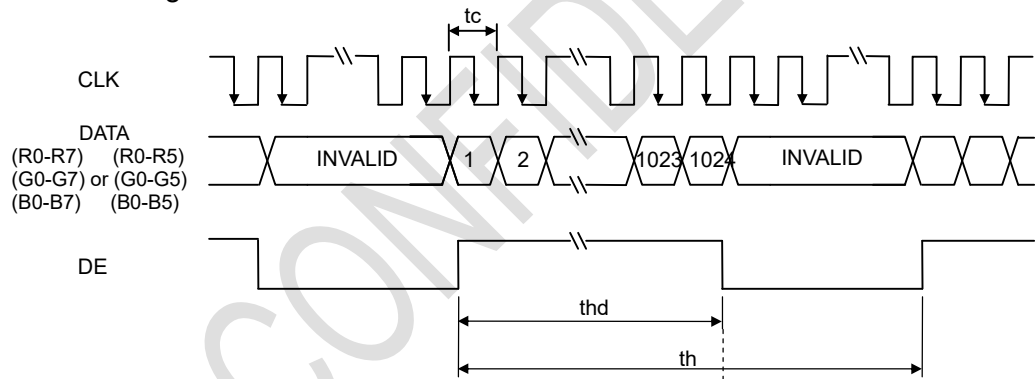 tc
CLK
DATA
(R0-R7) (R0-R5)
(G0-G7) or (G0-G5)
(B0-B7) (B0-B5)
INVALID 1 2 1023 1024 INVALID
DE
thd
th